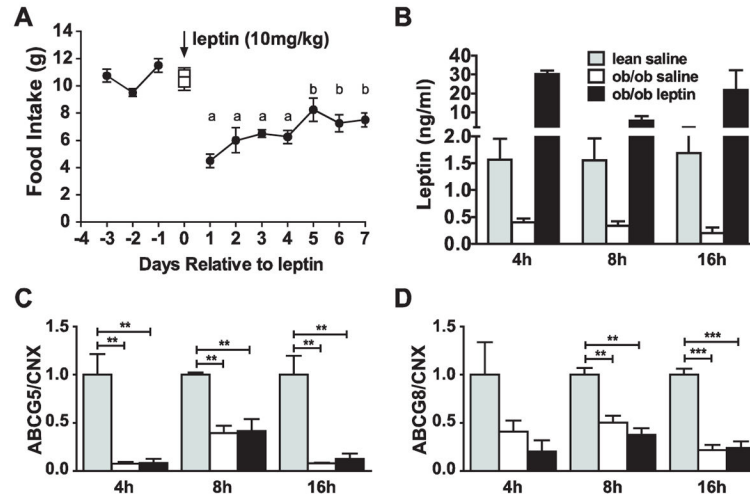 A
leptin (10mg/kg)
Food Intake (g)
14
12
10
8
6
4
2
0
a a a a b b b
-4 -3 -2 -1 0 1 2 3 4 5 6 7
Days Relative to leptin
B
lean saline
ob/ob saline
ob/ob leptin
Leptin (ng/ml)
40
30
20
10
2.0
1.5
1.0
0.5
0.0
4h 8h 16h
C
ABCG5/CNX
1.5
1.0
0.5
0.0
** ** ** ** ** **
4h 8h 16h
D
ABCG8/CNX
1.5
1.0
0.5
0.0
** ** *** ***
4h 8h 16h